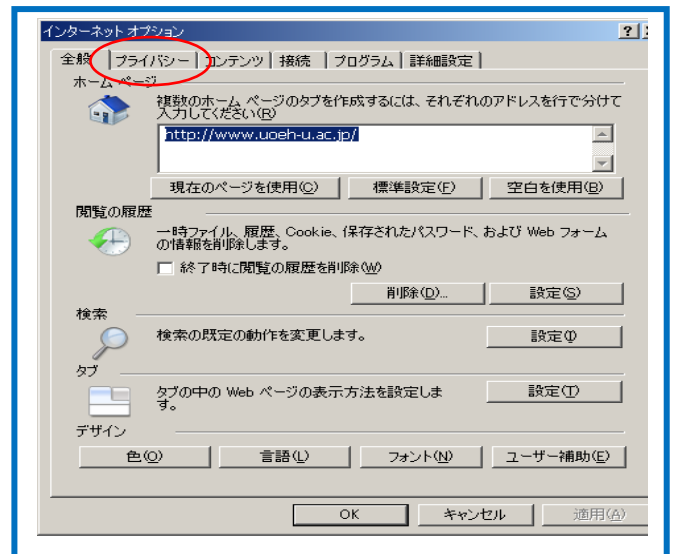 インターネット オプション
全般 プライバシー コンテンツ 接続 プログラム 詳細設定
ホーム ページ
複数のホーム ページのタブを作成するには、それぞれのアドレスを行で分けて
入力してください(R)
http://www.uoeh-u.ac.jp/
現在のページを使用(C) 標準設定(F) 空白を使用(B)
閲覧の履歴
一時ファイル、履歴、Cookie、保存されたパスワード、および Web フォーム
の情報を削除します。
終了時に閲覧の履歴を削除(W)
削除(D)... 設定(S)
検索
検索の既定の動作を変更します。 設定(I)
タブ
タブの中の Web ページの表示方法を設定しま
す。
設定(T)
デザイン
色(O) 言語(L) フォント(N) ユーザー補助(E)
OK キャンセル 適用(A)